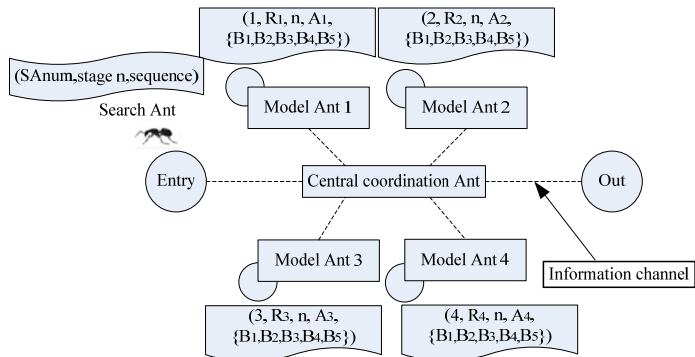 (1, R1, n, A1,
{B1,B2,B3,B4,B5})
(2, R2, n, A2,
{B1,B2,B3,B4,B5})
(SAnum,stage n,sequence)
Search Ant
Model Ant 1
Model Ant 2
Entry
Central coordination Ant
Out
Model Ant 3
Model Ant 4
Information channel
(3, R3, n, A3,
{B1,B2,B3,B4,B5})
(4, R4, n, A4,
{B1,B2,B3,B4,B5})